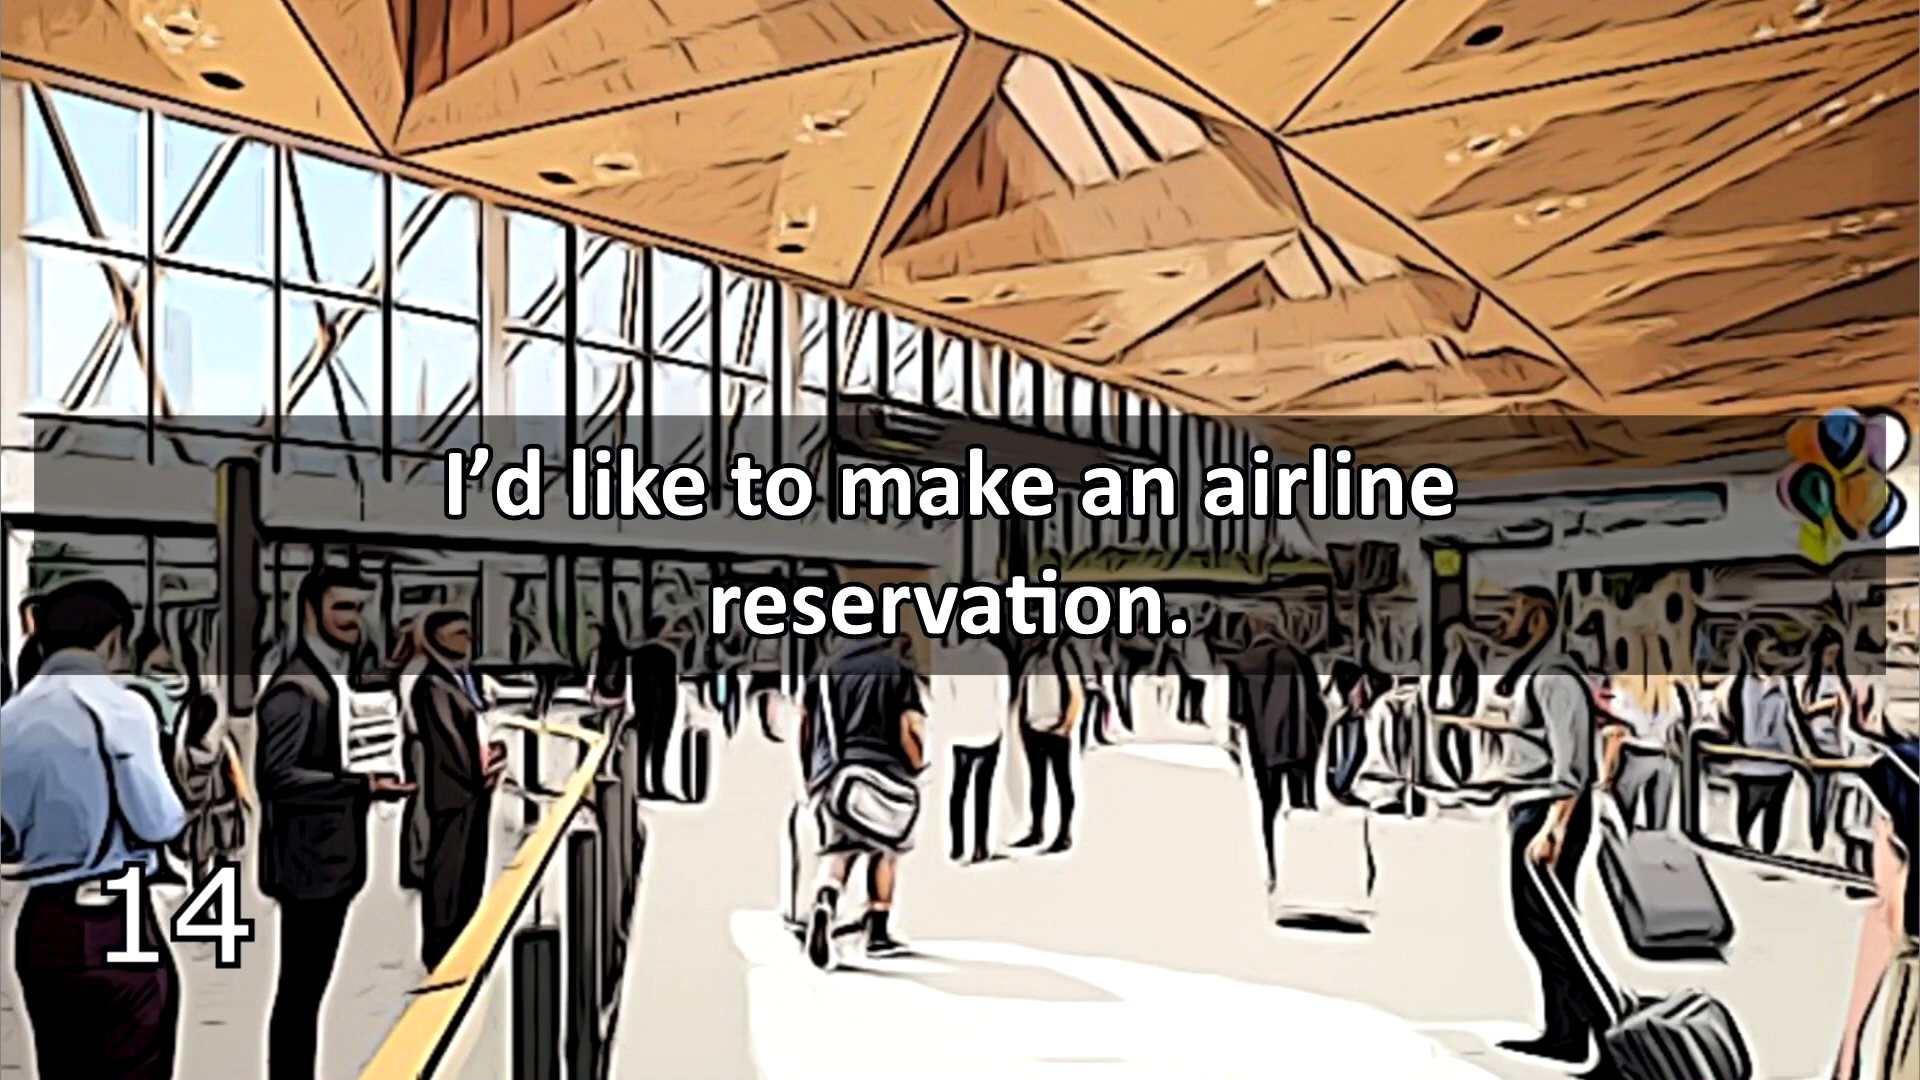 I’d like to make an airline
reservation.
14